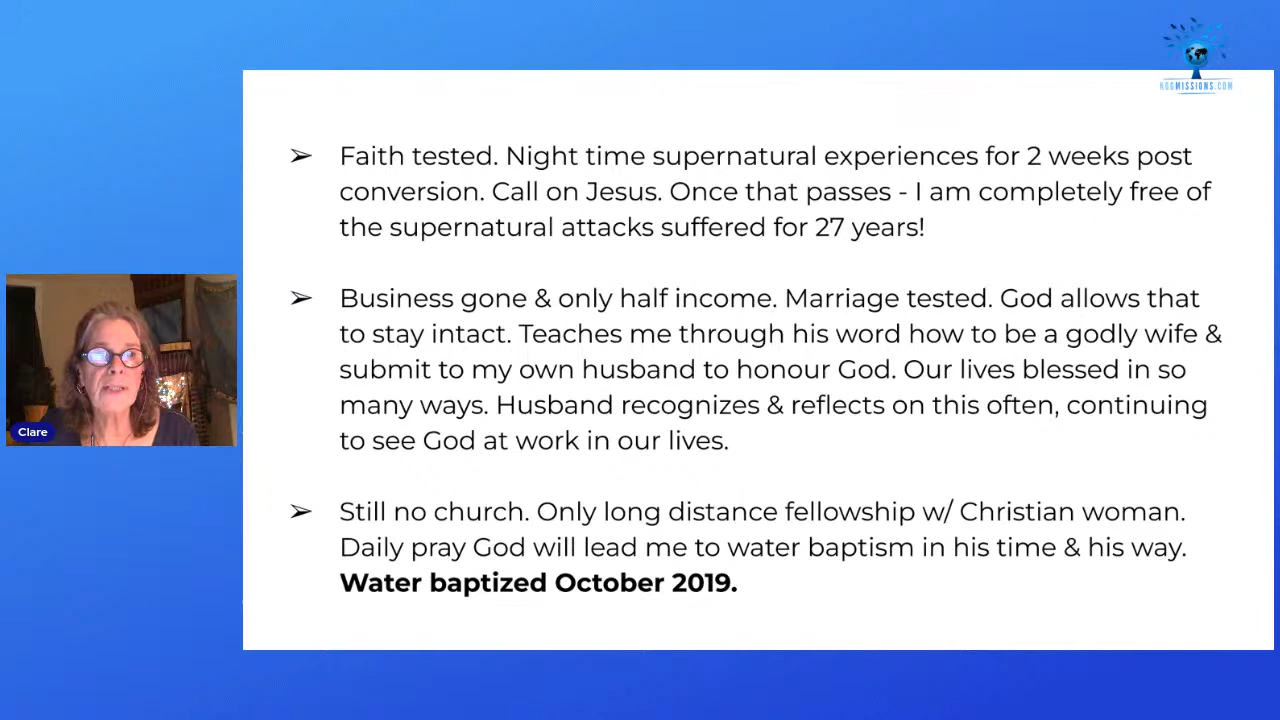 KGGMISSIONS.COM
➢ Faith tested. Night time supernatural experiences for 2 weeks post
conversion. Call on Jesus. Once that passes - I am completely free of
the supernatural attacks suffered for 27 years!
➢ Business gone & only half income. Marriage tested. God allows that
to stay intact. Teaches me through his word how to be a godly wife &
submit to my own husband to honour God. Our lives blessed in so
many ways. Husband recognizes & reflects on this often, continuing
to see God at work in our lives.
➢ Still no church. Only long distance fellowship w/ Christian woman.
Daily pray God will lead me to water baptism in his time & his way.
Water baptized October 2019.
Clare